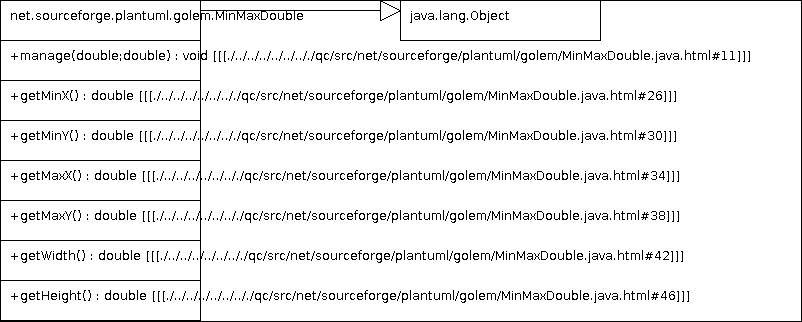 net.sourceforge.plantuml.golem.MinMaxDouble
java.lang.Object
+manage(double;double) : void [[[./../../../../../../../qc/src/net/sourceforge/plantuml/golem/MinMaxDouble.java.html#11]]]
+getMinX() : double [[[./../../../../../../../qc/src/net/sourceforge/plantuml/golem/MinMaxDouble.java.html#26]]]
+getMinY() : double [[[./../../../../../../../qc/src/net/sourceforge/plantuml/golem/MinMaxDouble.java.html#30]]]
+getMaxX() : double [[[./../../../../../../../qc/src/net/sourceforge/plantuml/golem/MinMaxDouble.java.html#34]]]
+getMaxY() : double [[[./../../../../../../../qc/src/net/sourceforge/plantuml/golem/MinMaxDouble.java.html#38]]]
+getWidth() : double [[[./../../../../../../../qc/src/net/sourceforge/plantuml/golem/MinMaxDouble.java.html#42]]]
+getHeight() : double [[[./../../../../../../../qc/src/net/sourceforge/plantuml/golem/MinMaxDouble.java.html#46]]]